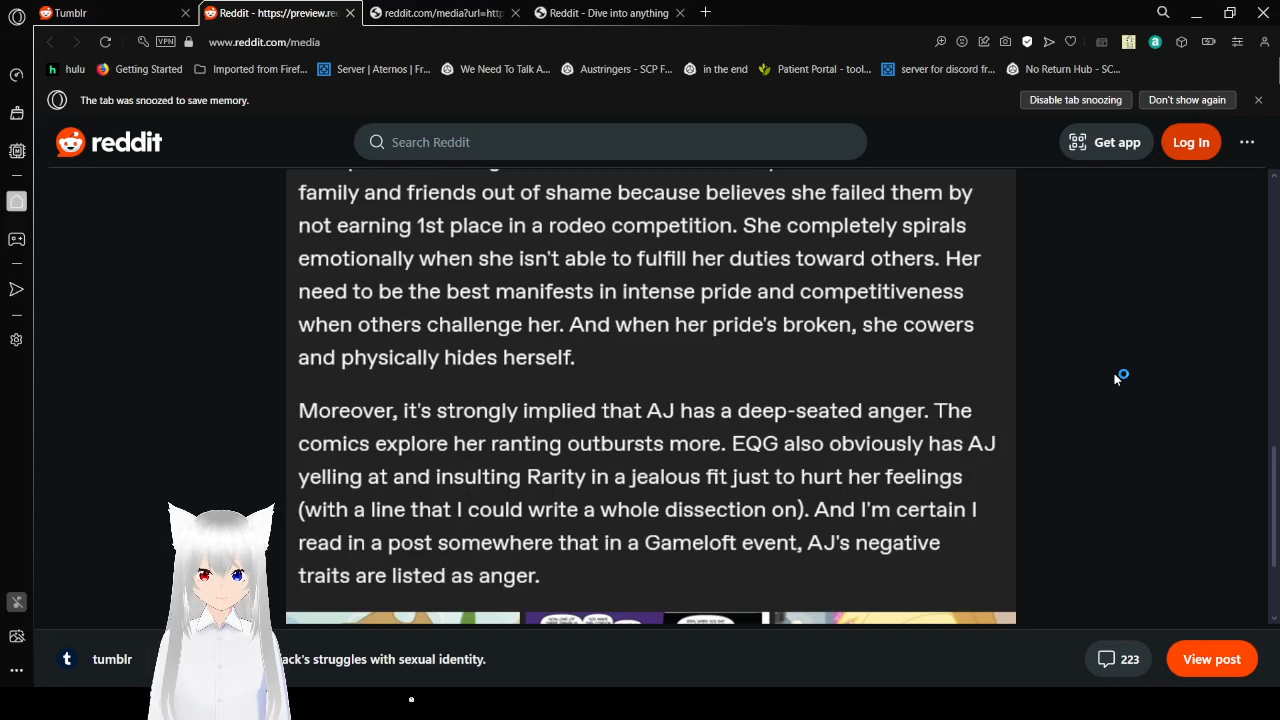 Tumblr
Reddit - https://preview.re
reddit.com/media?url=http
Reddit - Dive into anything
VPN
www.reddit.com/media
hulu
Getting Started
Imported from Firef...
Server | Aternos | Fr...
We Need To Talk A...
Austringers - SCP F...
in the end
Patient Portal - tool...
server for discord fr...
No Return Hub - SC...
The tab was snoozed to save memory.
Disable tab snoozing
Don't show again
reddit
Search Reddit
Get app
Log In
family and friends out of shame because believes she failed them by
not earning 1st place in a rodeo competition. She completely spirals
emotionally when she isn't able to fulfill her duties toward others. Her
need to be the best manifests in intense pride and competitiveness
when others challenge her. And when her pride's broken, she cowers
and physically hides herself.
Moreover, it's strongly implied that AJ has a deep-seated anger. The
comics explore her ranting outbursts more. EQG also obviously has AJ
yelling at and insulting Rarity in a jealous fit just to hurt her feelings
(with a line that I could write a whole dissection on). And I'm certain I
read in a post somewhere that in a Gameloft event, AJ's negative
traits are listed as anger.
t
tumblr
ack's struggles with sexual identity.
223
View post